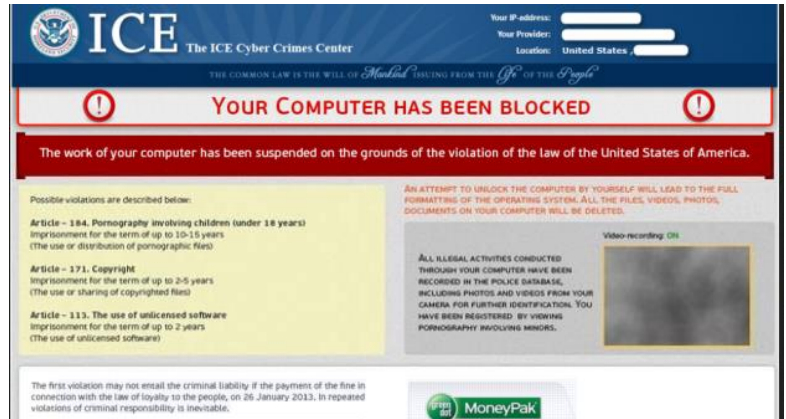 ICE The ICE Cyber Crimes Center
Your IP-address:
Your Provider:
Location: United States ,
THE COMMON LAW IS THE WILL OF Mankind ISSUING FROM THE Life OF THE People
YOUR COMPUTER HAS BEEN BLOCKED
The work of your computer has been suspended on the grounds of the violation of the law of the United States of America.
Possible violations are described below:
Article - 184. Pornography involving children (under 18 years)
Imprisonment for the term of up to 10-15 years
(The use or distribution of pornographic files)
Article - 171. Copyright
Imprisonment for the term of up to 2-5 years
(The use or sharing of copyrighted files)
Article - 113. The use of unlicensed software
Imprisonment for the term of up to 2 years
(The use of unlicensed software)
AN ATTEMPT TO UNLOCK THE COMPUTER BY YOURSELF WILL LEAD TO THE FULL
FORMATTING OF THE OPERATING SYSTEM. ALL THE FILES, VIDEOS, PHOTOS,
DOCUMENTS ON YOUR COMPUTER WILL BE DELETED.
Video-recording: ON
ALL ILLEGAL ACTIVITIES CONDUCTED
THROUGH YOUR COMPUTER HAVE BEEN
RECORDED IN THE POLICE DATABASE,
INCLUDING PHOTOS AND VIDEOS FROM YOUR
CAMERA FOR FURTHER IDENTIFICATION. YOU
HAVE BEEN REGISTERED BY VIEWING
PORNOGRAPHY INVOLVING MINORS.
The first violation may not entail the criminal liability if the payment of the fine in
connection with the law of loyalty to the people, on 26 January 2013. In repeated
violations of criminal responsibility is inevitable.
green dot MoneyPak